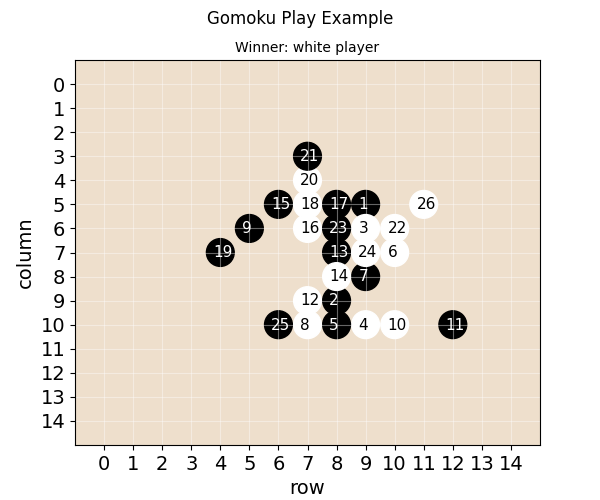 Gomoku Play Example
Winner: white player
0
1
2
3 21
4 20
5 15 18 17 1 26
6 9 16 23 3 22
7 19 13 24 6
8 14 7
9 12 2
10 25 8 5 4 10 11
11
12
13
14
column
0 1 2 3 4 5 6 7 8 9 10 11 12 13 14
row